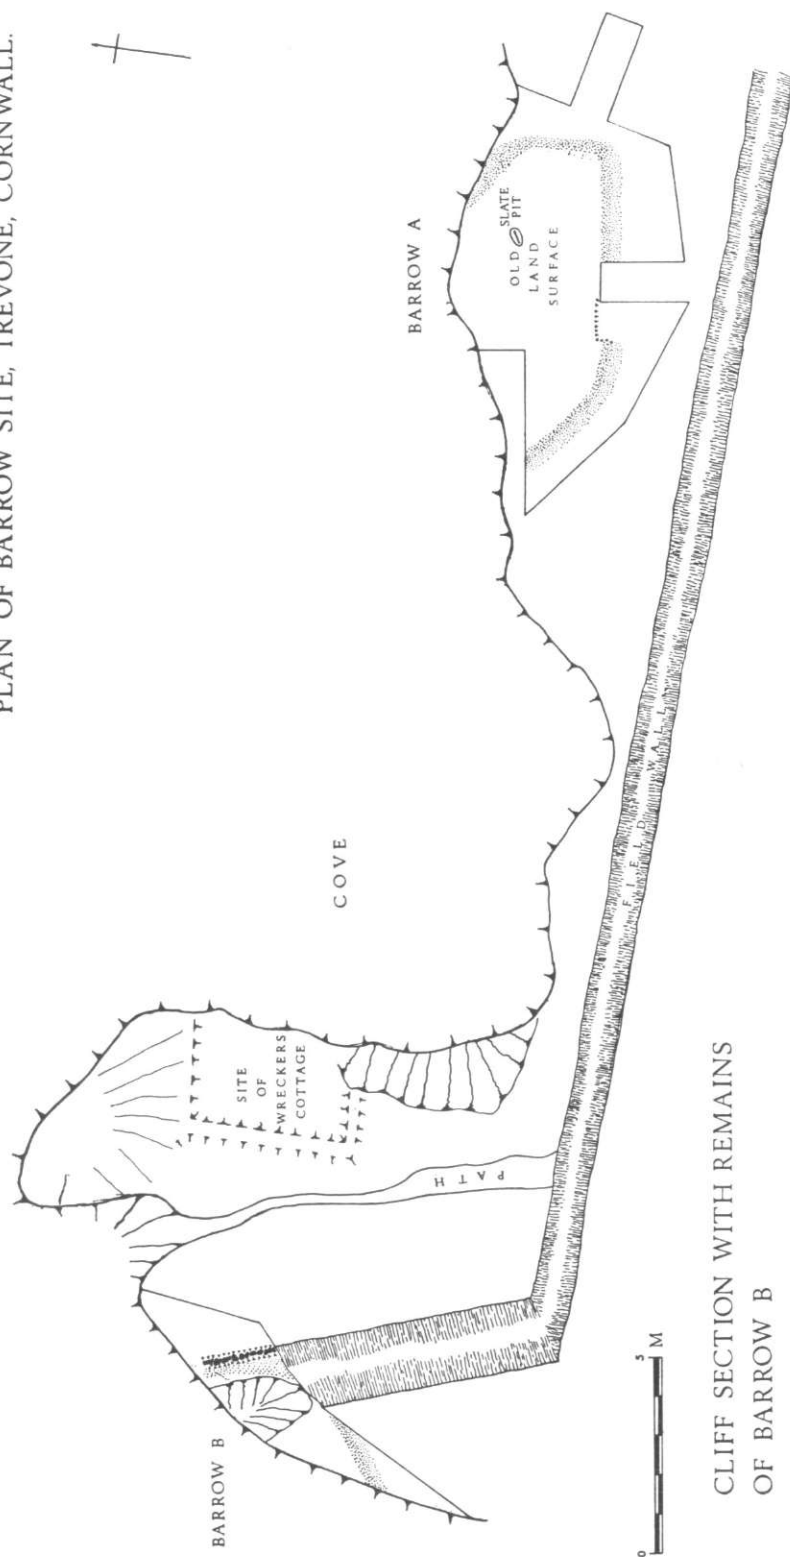 PLAN OF BARROW SITE, TREVONE, CORNWALL.
BARROW A
OLD
LAND
SURFACE
SLATE
PIT
COVE
SITE
OF
WRECKERS
COTTAGE
PATH
FIELD WALL
BARROW B
0 5 M
CLIFF SECTION WITH REMAINS
OF BARROW B